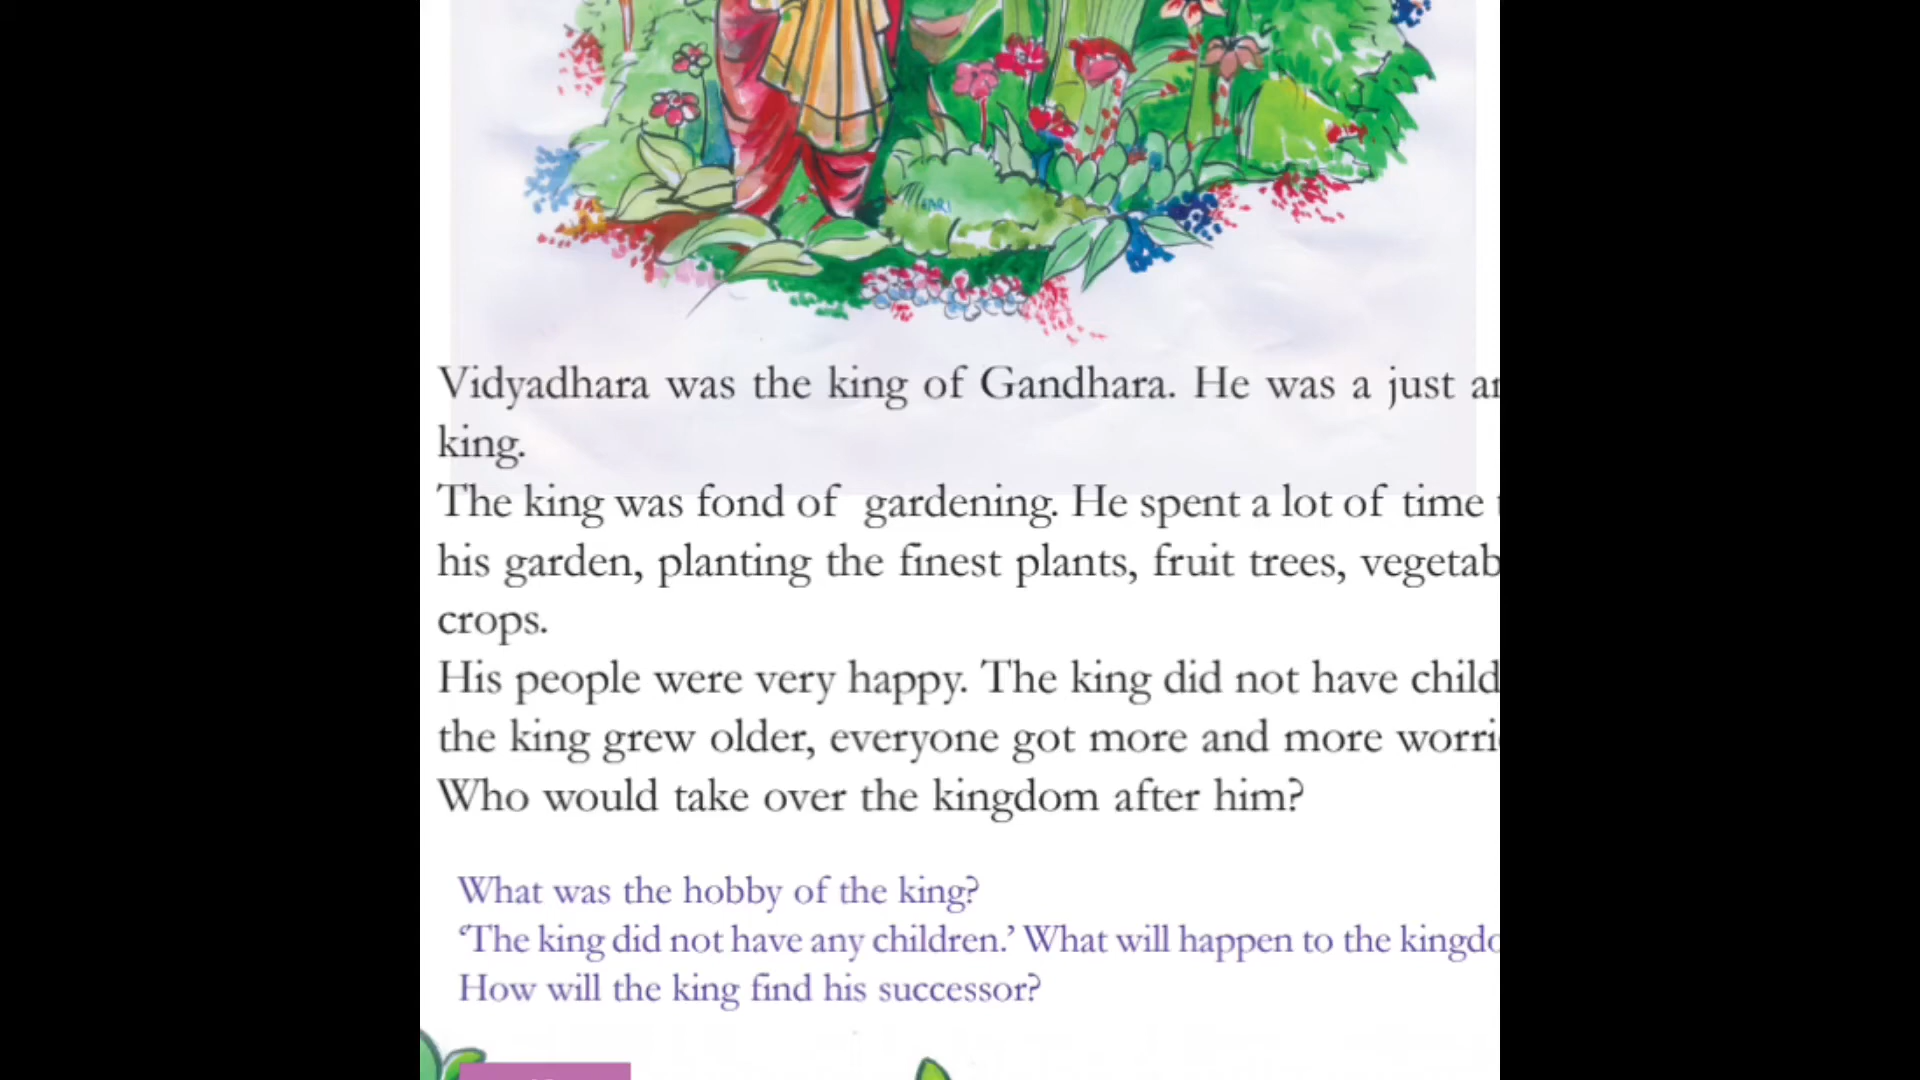 HARI
Vidyadhara was the king of Gandhara. He was a just
king.
The king was fond of gardening. He spent a lot of time
his garden, planting the finest plants, fruit trees,
crops.
His people were very happy. The king did not have
the king grew older, everyone got more and more
Who would take over the kingdom after him?
What was the hobby of the king?
‘The king did not have any children.’ What will happen to the
How will the king find his successor?